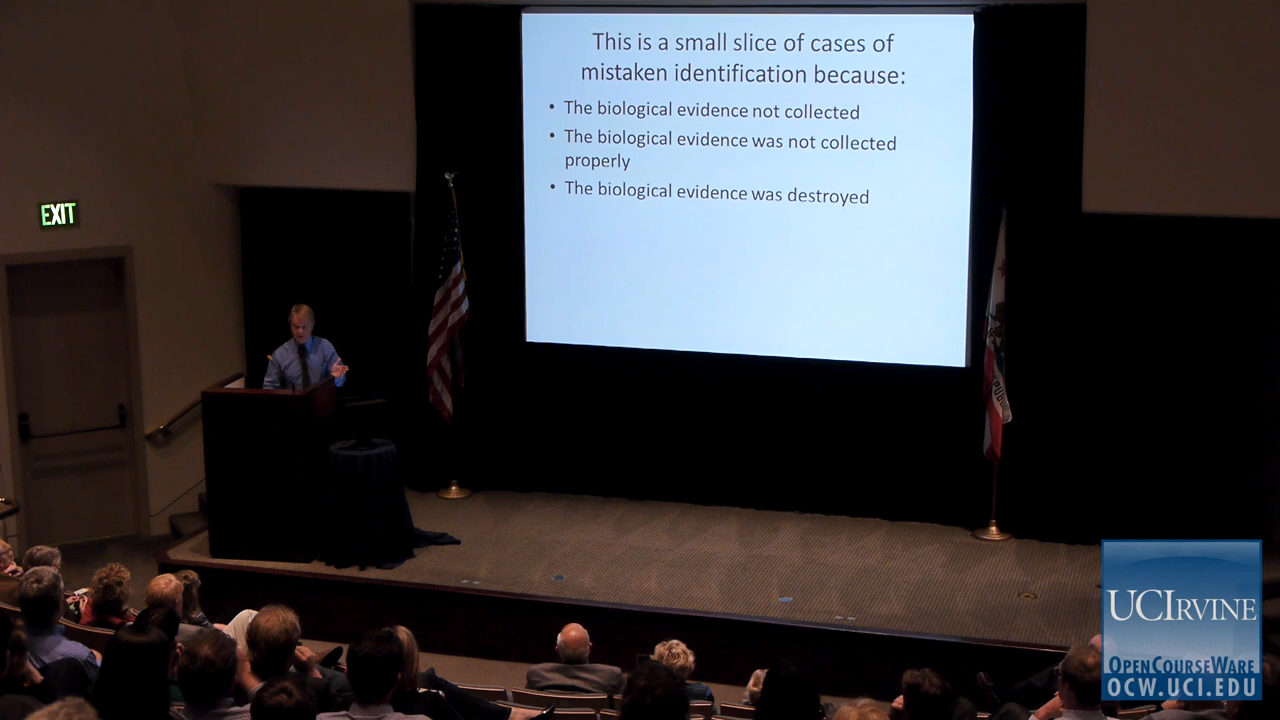 This is a small slice of cases of
mistaken identification because:
• The biological evidence not collected
• The biological evidence was not collected
properly
• The biological evidence was destroyed
EXIT
UCIRVINE
OPENCOURSEWARE
OCW.UCI.EDU